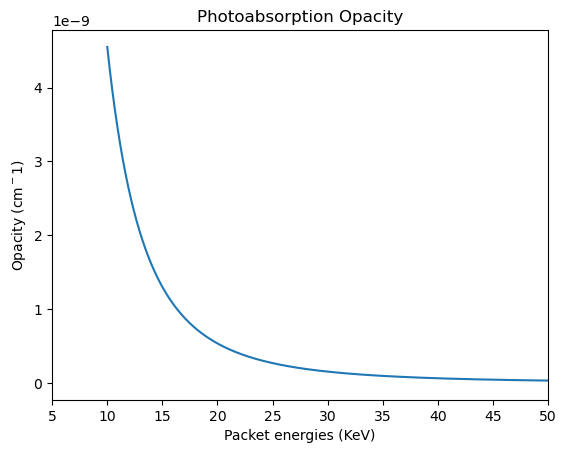 Photoabsorption Opacity
1e−9
4
3
2
1
0
Opacity (cm⁻1)
5 10 15 20 25 30 35 40 45 50
Packet energies (KeV)